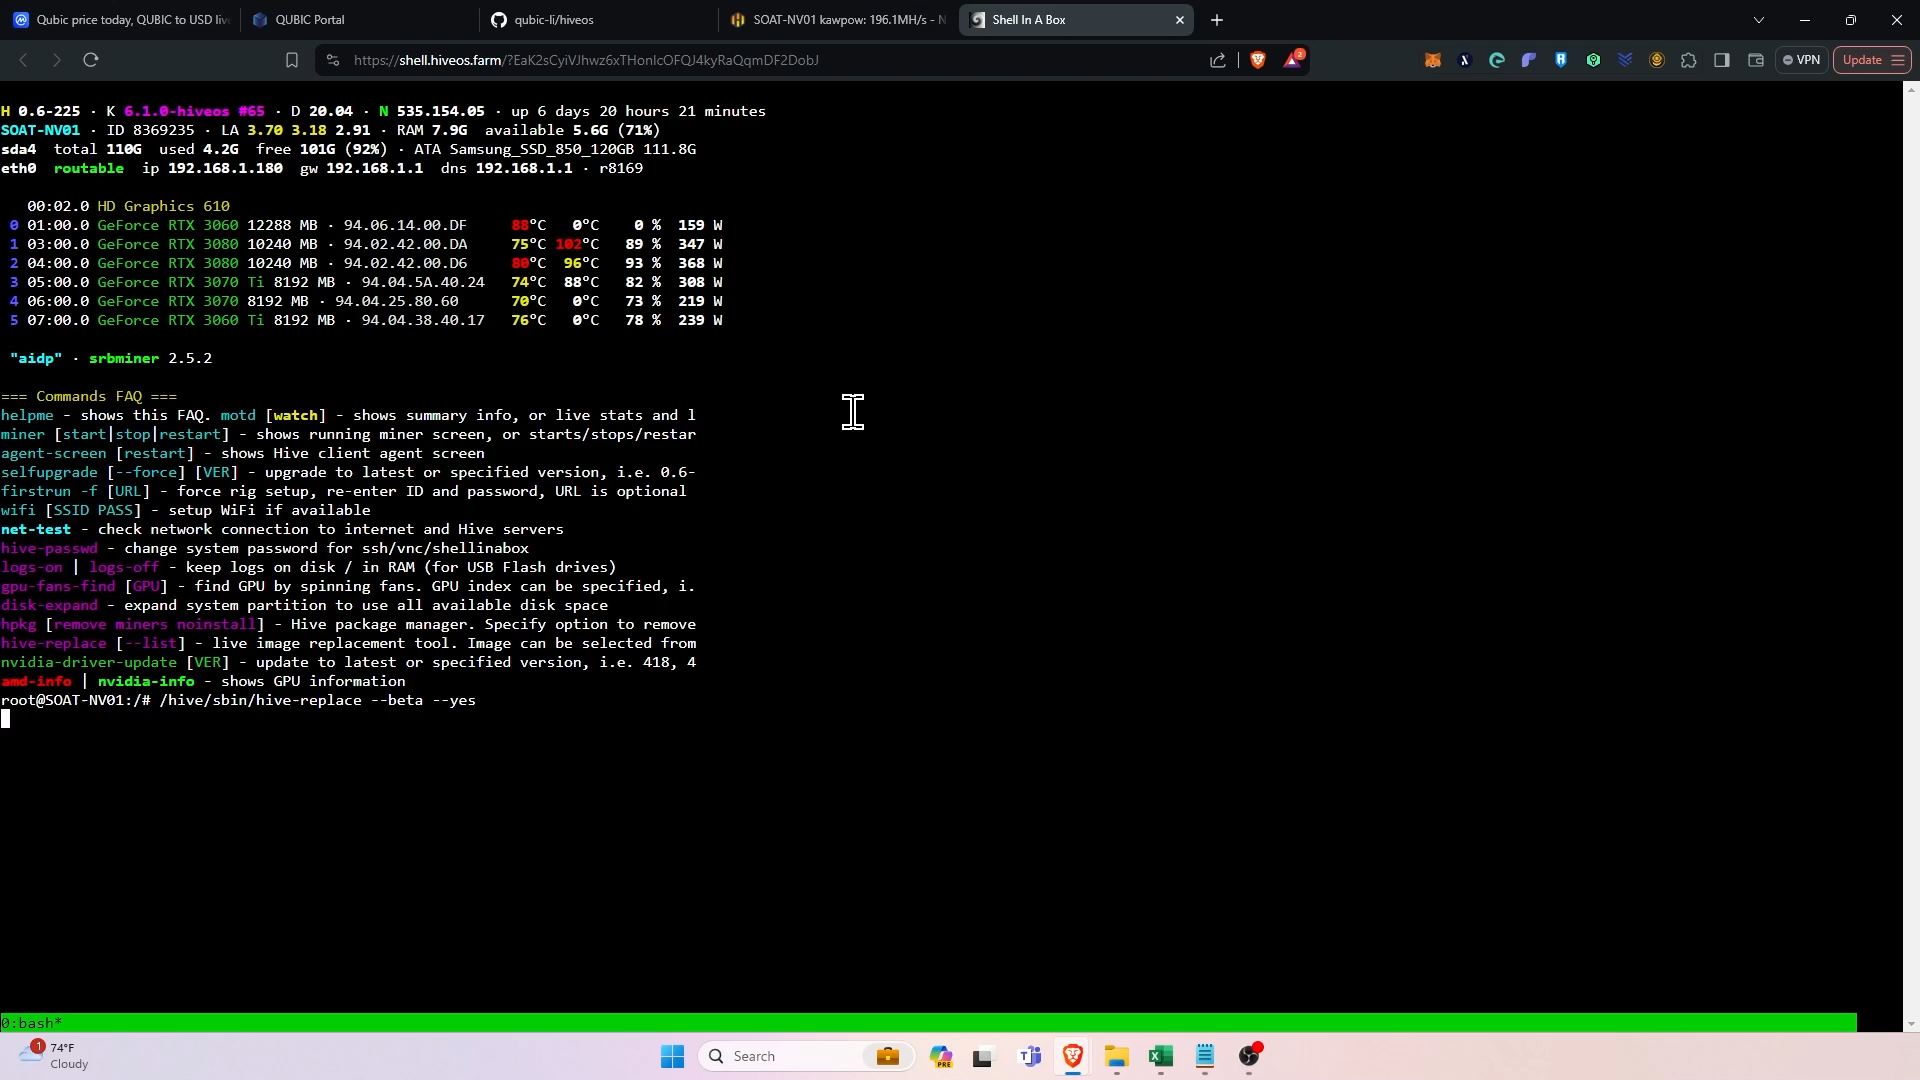 Qubic price today, QUBIC to USD live
QUBIC Portal
qubic-li/hiveos
SOAT-NV01 kawpow: 196.1MH/s - N
Shell In A Box
https://shell.hiveos.farm/?EaK2sCyiVJhwz6xTHonIcOFQJ4kyRaQqmDF2DobJ
2
VPN
Update
H 0.6-225 · K 6.1.0-hiveos #65 · D 20.04 · N 535.154.05 · up 6 days 20 hours 21 minutes
SOAT-NV01 · ID 8369235 · LA 3.70 3.18 2.91 · RAM 7.9G available 5.6G (71%)
sda4 total 110G used 4.2G free 101G (92%) · ATA Samsung_SSD_850_120GB 111.8G
eth0 routable ip 192.168.1.180 gw 192.168.1.1 dns 192.168.1.1 · r8169
00:02.0 HD Graphics 610
0 01:00.0 GeForce RTX 3060 12288 MB · 94.06.14.00.DF 88°C 0°C 0 % 159 W
1 03:00.0 GeForce RTX 3080 10240 MB · 94.02.42.00.DA 75°C 102°C 89 % 347 W
2 04:00.0 GeForce RTX 3080 10240 MB · 94.02.42.00.D6 80°C 96°C 93 % 368 W
3 05:00.0 GeForce RTX 3070 Ti 8192 MB · 94.04.5A.40.24 74°C 88°C 82 % 308 W
4 06:00.0 GeForce RTX 3070 8192 MB · 94.04.25.80.60 70°C 0°C 73 % 219 W
5 07:00.0 GeForce RTX 3060 Ti 8192 MB · 94.04.38.40.17 76°C 0°C 78 % 239 W
"aidp" · srbminer 2.5.2
=== Commands FAQ ===
helpme - shows this FAQ. motd [watch] - shows summary info, or live stats and l
miner [start|stop|restart] - shows running miner screen, or starts/stops/restar
agent-screen [restart] - shows Hive client agent screen
selfupgrade [--force] [VER] - upgrade to latest or specified version, i.e. 0.6-
firstrun -f [URL] - force rig setup, re-enter ID and password, URL is optional
wifi [SSID PASS] - setup WiFi if available
net-test - check network connection to internet and Hive servers
hive-passwd - change system password for ssh/vnc/shellinabox
logs-on | logs-off - keep logs on disk / in RAM (for USB Flash drives)
gpu-fans-find [GPU] - find GPU by spinning fans. GPU index can be specified, i.
disk-expand - expand system partition to use all available disk space
hpkg [remove miners noinstall] - Hive package manager. Specify option to remove
hive-replace [--list] - live image replacement tool. Image can be selected from
nvidia-driver-update [VER] - update to latest or specified version, i.e. 418, 4
amd-info | nvidia-info - shows GPU information
root@SOAT-NV01:/# /hive/sbin/hive-replace --beta --yes
0:bash*
1
74°F
Cloudy
Search
PRE